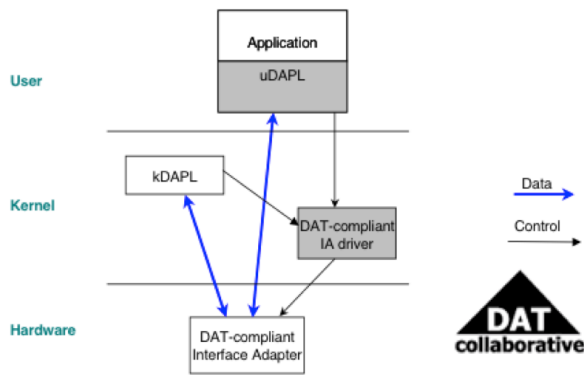 Application
uDAPL
User
kDAPL
Kernel
DAT-compliant
IA driver
Data
Control
Hardware
DAT-compliant
Interface Adapter
DAT
collaborative